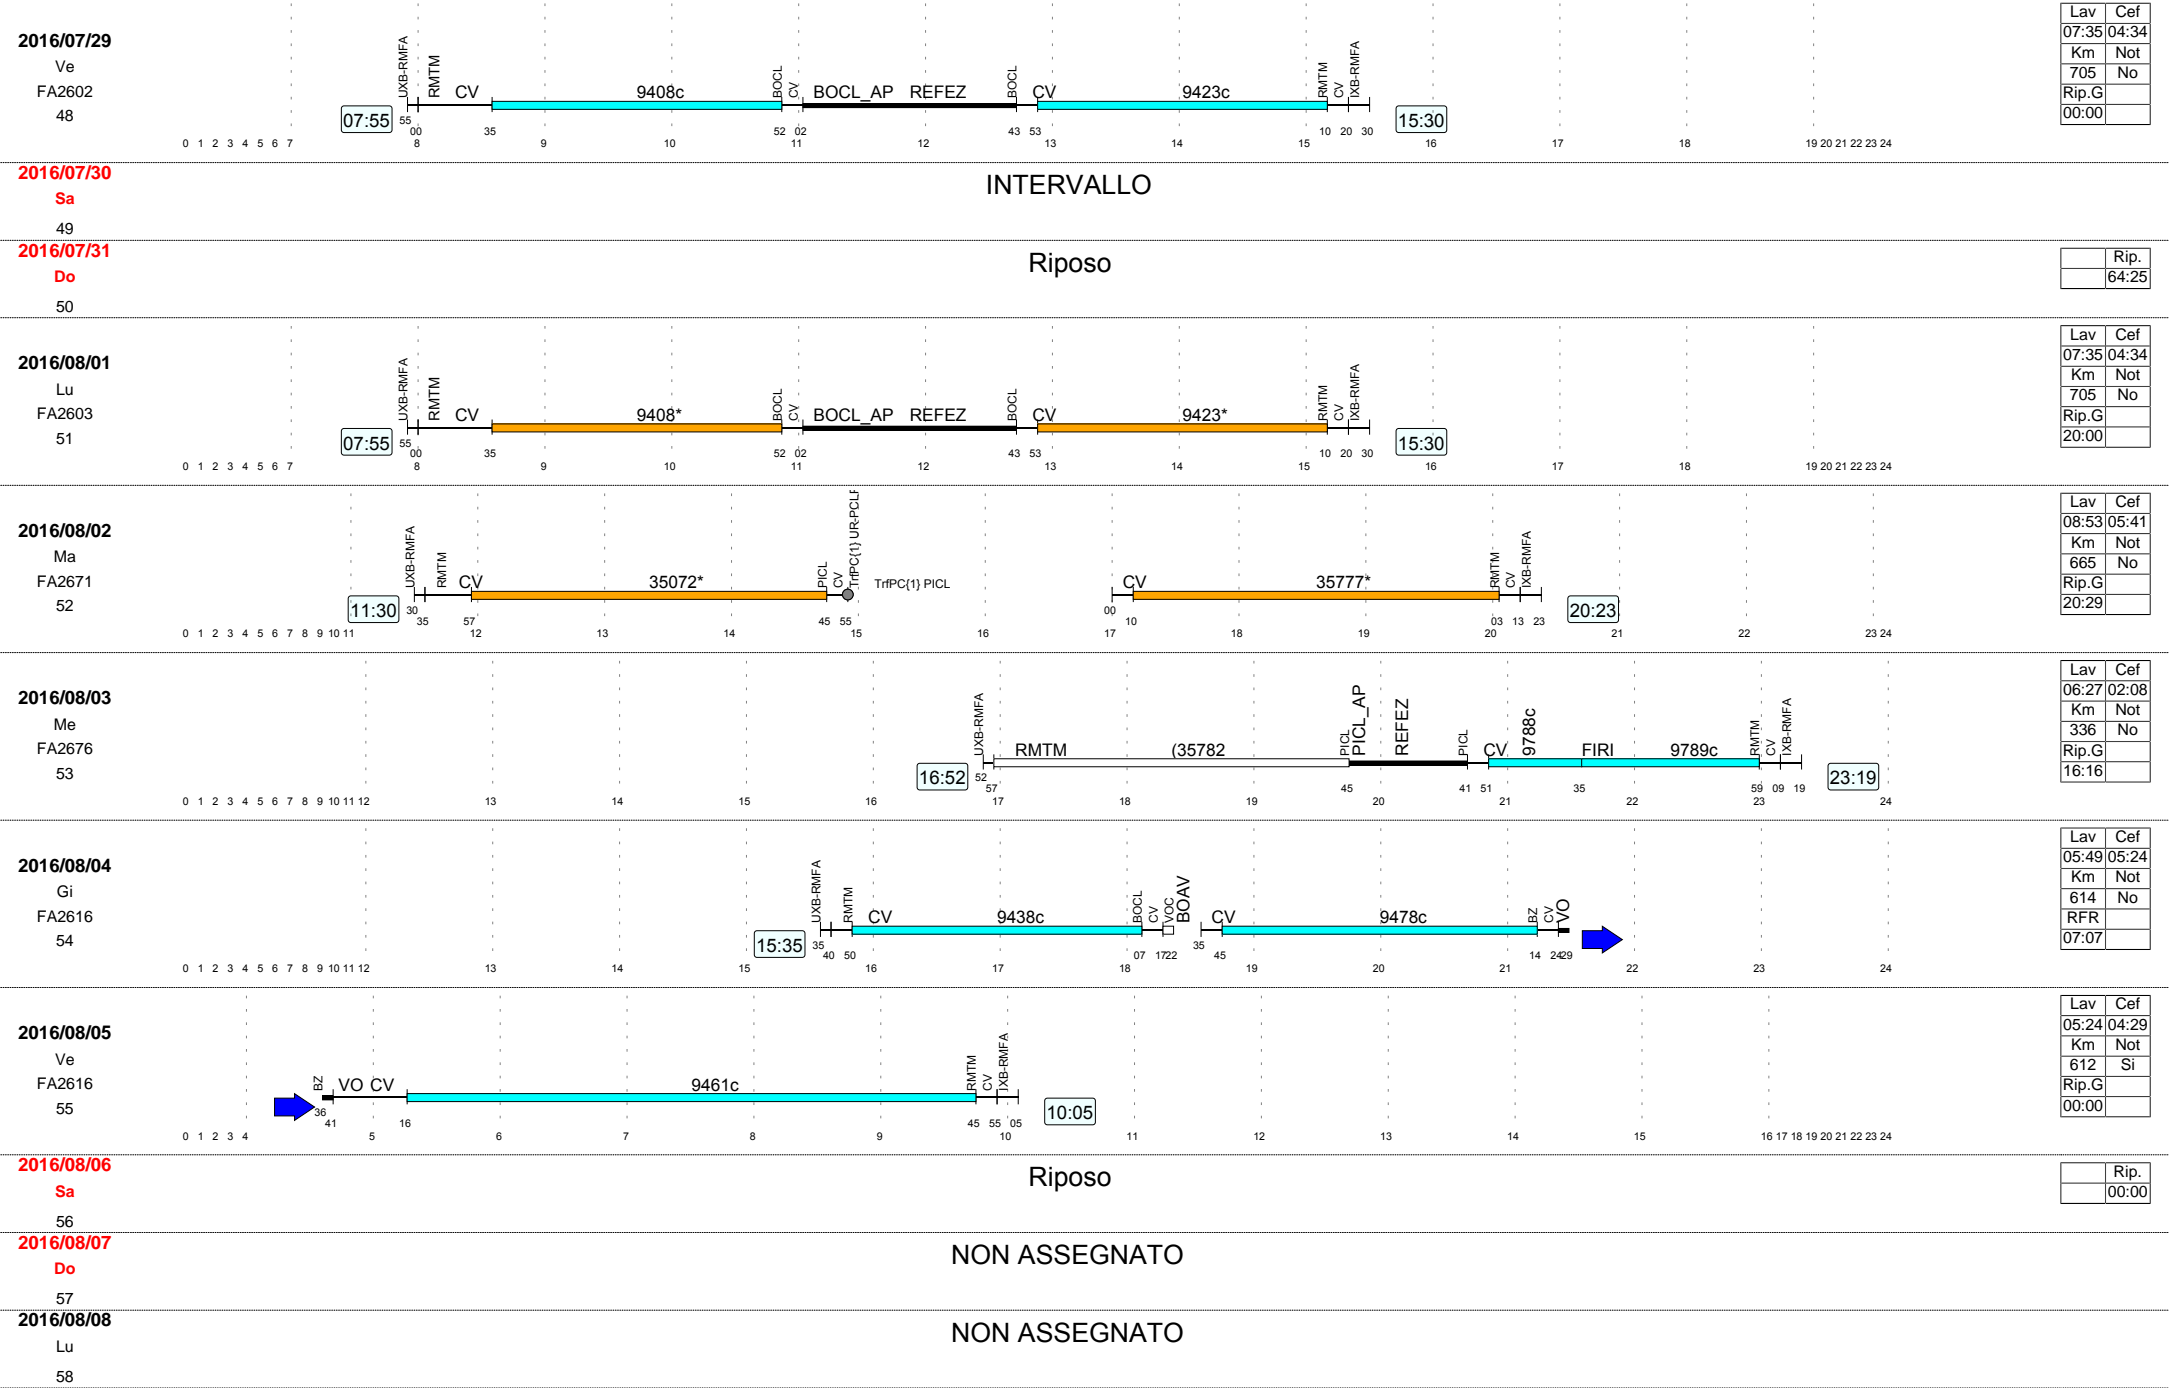 2016/07/29
Ve
FA2602
48
07:55
UXB-RMFA
RMTM
CV
9408c
BOCL
CV
BOCL_AP REFEZ
BOCL
CV
9423c
RMTM
CV
IXB-RMFA
15:30
55 00 35 52 02 43 53 10 20 30
0 1 2 3 4 5 6 7 8 9 10 11 12 13 14 15 16 17 18 19 20 21 22 23 24
Lav Cef
07:35 04:34
Km Not
705 No
Rip.G
00:00
2016/07/30
Sa
49
INTERVALLO
2016/07/31
Do
50
Riposo
Rip.
64:25
2016/08/01
Lu
FA2603
51
07:55
UXB-RMFA
RMTM
CV
9408*
BOCL
CV
BOCL_AP REFEZ
BOCL
CV
9423*
RMTM
CV
IXB-RMFA
15:30
55 00 35 52 02 43 53 10 20 30
0 1 2 3 4 5 6 7 8 9 10 11 12 13 14 15 16 17 18 19 20 21 22 23 24
Lav Cef
07:35 04:34
Km Not
705 No
Rip.G
20:00
2016/08/02
Ma
FA2671
52
11:30
UXB-RMFA
RMTM
CV
35072*
PICL
CV
TrfPC{1} UR-PCLF
TrfPC{1} PICL
CV
35777*
RMTM
CV
IXB-RMFA
20:23
30 35 57 45 55 00 10 03 13 23
0 1 2 3 4 5 6 7 8 9 10 11 12 13 14 15 16 17 18 19 20 21 22 23 24
Lav Cef
08:53 05:41
Km Not
665 No
Rip.G
20:29
2016/08/03
Me
FA2676
53
16:52
UXB-RMFA
RMTM
(35782
PICL
PICL_AP
REFEZ
PICL
CV
9788c
FIRI
9789c
RMTM
CV
IXB-RMFA
23:19
52 57 45 41 51 35 59 09 19
0 1 2 3 4 5 6 7 8 9 10 11 12 13 14 15 16 17 18 19 20 21 22 23 24
Lav Cef
06:27 02:08
Km Not
336 No
Rip.G
16:16
2016/08/04
Gi
FA2616
54
15:35
UXB-RMFA
RMTM
CV
9438c
BOCL
CV
VOC
BOAV
CV
9478c
BZ
CV
VO
35 40 50 07 17 22 35 45 14 24 29
0 1 2 3 4 5 6 7 8 9 10 11 12 13 14 15 16 17 18 19 20 21 22 23 24
Lav Cef
05:49 05:24
Km Not
614 No
RFR
07:07
2016/08/05
Ve
FA2616
55
BZ
VO CV
9461c
RMTM
CV
IXB-RMFA
10:05
36 41 16 45 55 05
0 1 2 3 4 5 6 7 8 9 10 11 12 13 14 15 16 17 18 19 20 21 22 23 24
Lav Cef
05:24 04:29
Km Not
612 Si
Rip.G
00:00
2016/08/06
Sa
56
Riposo
Rip.
00:00
2016/08/07
Do
57
NON ASSEGNATO
2016/08/08
Lu
58
NON ASSEGNATO